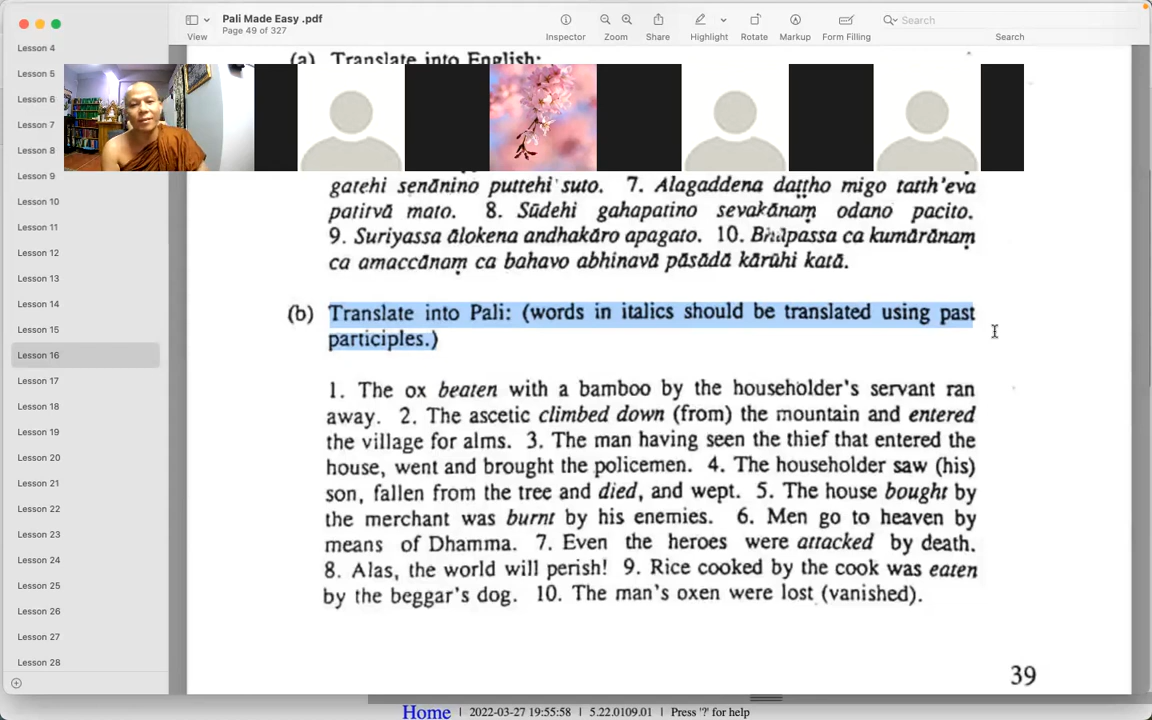 Pali Made Easy .pdf
Page 49 of 327
View
Inspector
Zoom
Share
Highlight
Rotate
Markup
Form Filling
Search
Search
Lesson 4
Lesson 5
Lesson 6
Lesson 7
Lesson 8
Lesson 9
Lesson 10
Lesson 11
Lesson 12
Lesson 13
Lesson 14
Lesson 15
Lesson 16
Lesson 17
Lesson 18
Lesson 19
Lesson 20
Lesson 21
Lesson 22
Lesson 23
Lesson 24
Lesson 25
Lesson 26
Lesson 27
Lesson 28
(a) Translate into English:
gatehi senānino puttehi suto. 7. Alagaddena daṭṭho migo tatth'eva
patitvā mato. 8. Sūdehi gahapatino sevakānaṃ odano pacito.
9. Suriyassa ālokena andhakāro apagato. 10. Bhūpassa ca kumārānaṃ
ca amaccānaṃ ca bahavo abhinavā pāsādā kārūhi katā.
(b) Translate into Pali: (words in italics should be translated using past
participles.)
1. The ox beaten with a bamboo by the householder's servant ran
away. 2. The ascetic climbed down (from) the mountain and entered
the village for alms. 3. The man having seen the thief that entered the
house, went and brought the policemen. 4. The householder saw (his)
son, fallen from the tree and died, and wept. 5. The house bought by
the merchant was burnt by his enemies. 6. Men go to heaven by
means of Dhamma. 7. Even the heroes were attacked by death.
8. Alas, the world will perish! 9. Rice cooked by the cook was eaten
by the beggar's dog. 10. The man's oxen were lost (vanished).
39
Home | 2022-03-27 19:55:58 | 5.22.0109.01 | Press '?' for help